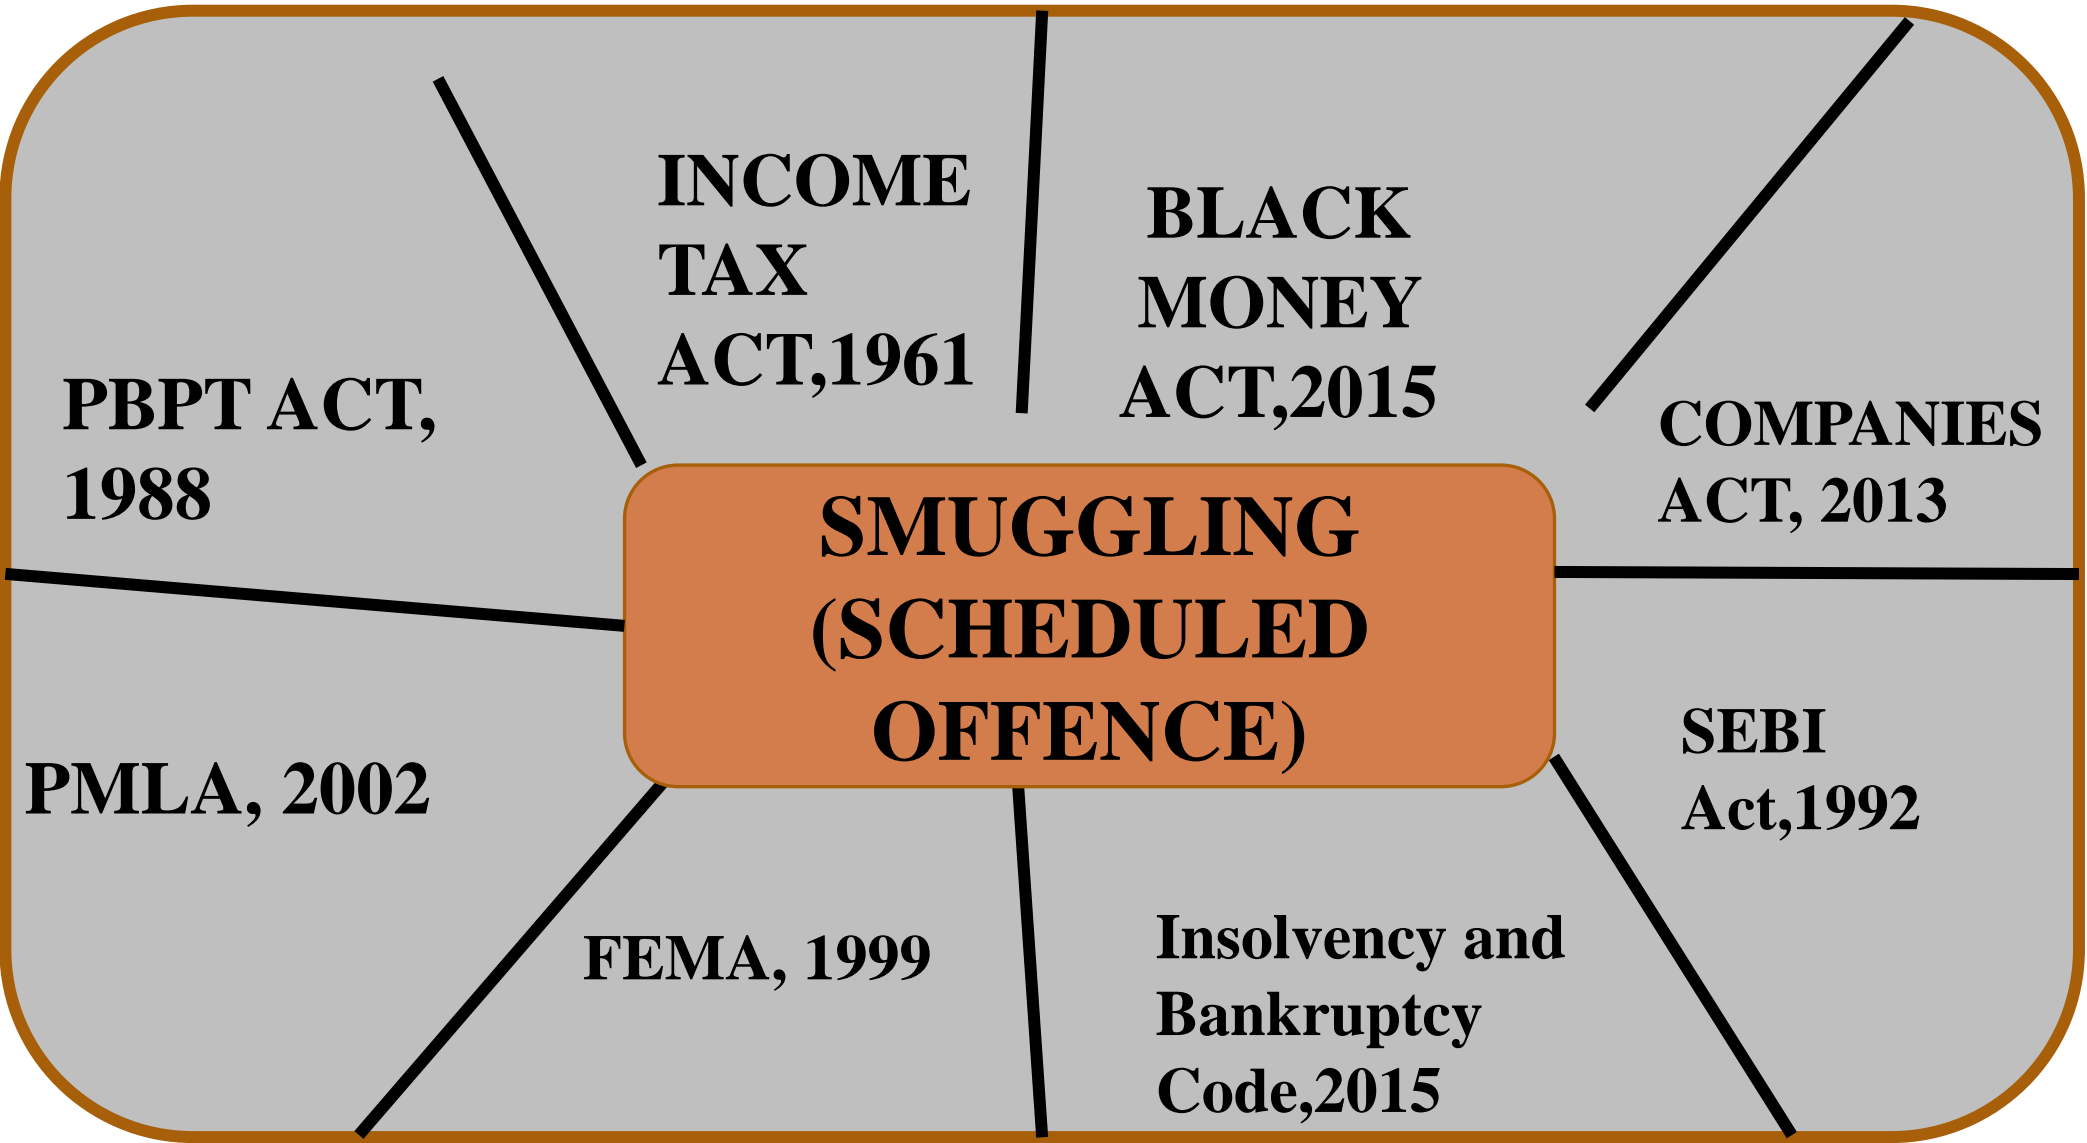 INCOME
TAX
ACT,1961
BLACK
MONEY
ACT,2015
PBPT ACT,
1988
COMPANIES
ACT, 2013
SMUGGLING
(SCHEDULED
OFFENCE)
PMLA, 2002
SEBI
Act,1992
FEMA, 1999
Insolvency and
Bankruptcy
Code,2015